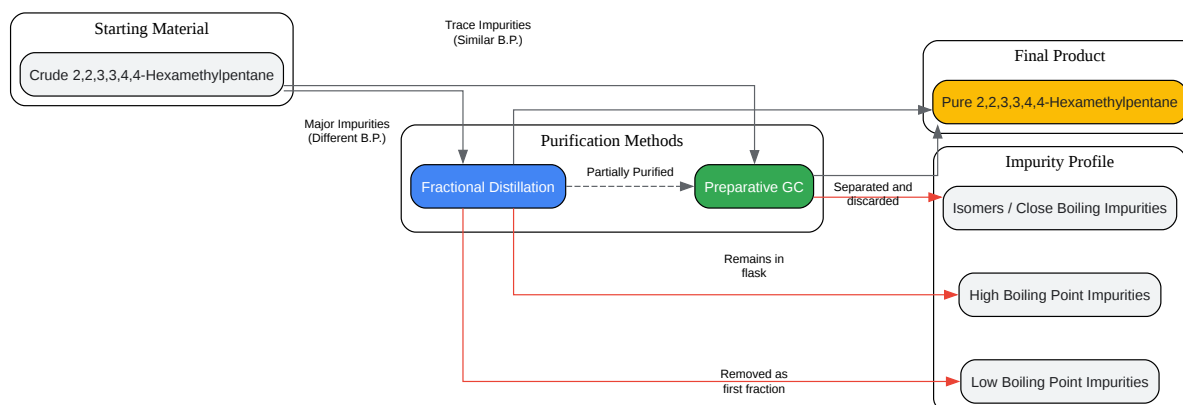 Starting Material
Crude 2,2,3,3,4,4-Hexamethylpentane
Trace Impurities
(Similar B.P.)
Major Impurities
(Different B.P.)
Purification Methods
Fractional Distillation
Partially Purified
Preparative GC
Final Product
Pure 2,2,3,3,4,4-Hexamethylpentane
Impurity Profile
Separated and
discarded
Isomers / Close Boiling Impurities
Remains in
flask
High Boiling Point Impurities
Removed as
first fraction
Low Boiling Point Impurities